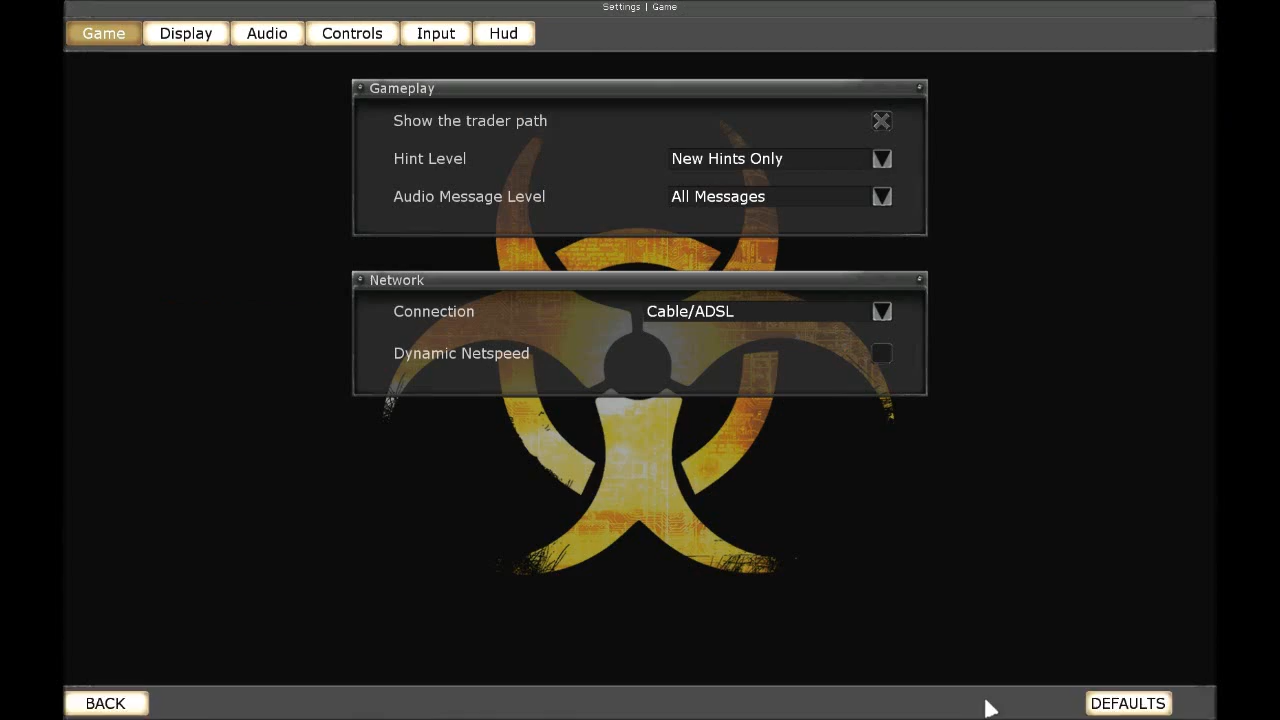 Settings | Game
Game Display Audio Controls Input Hud
Gameplay
Show the trader path
Hint Level New Hints Only
Audio Message Level All Messages
Network
Connection Cable/ADSL
Dynamic Netspeed
BACK DEFAULTS